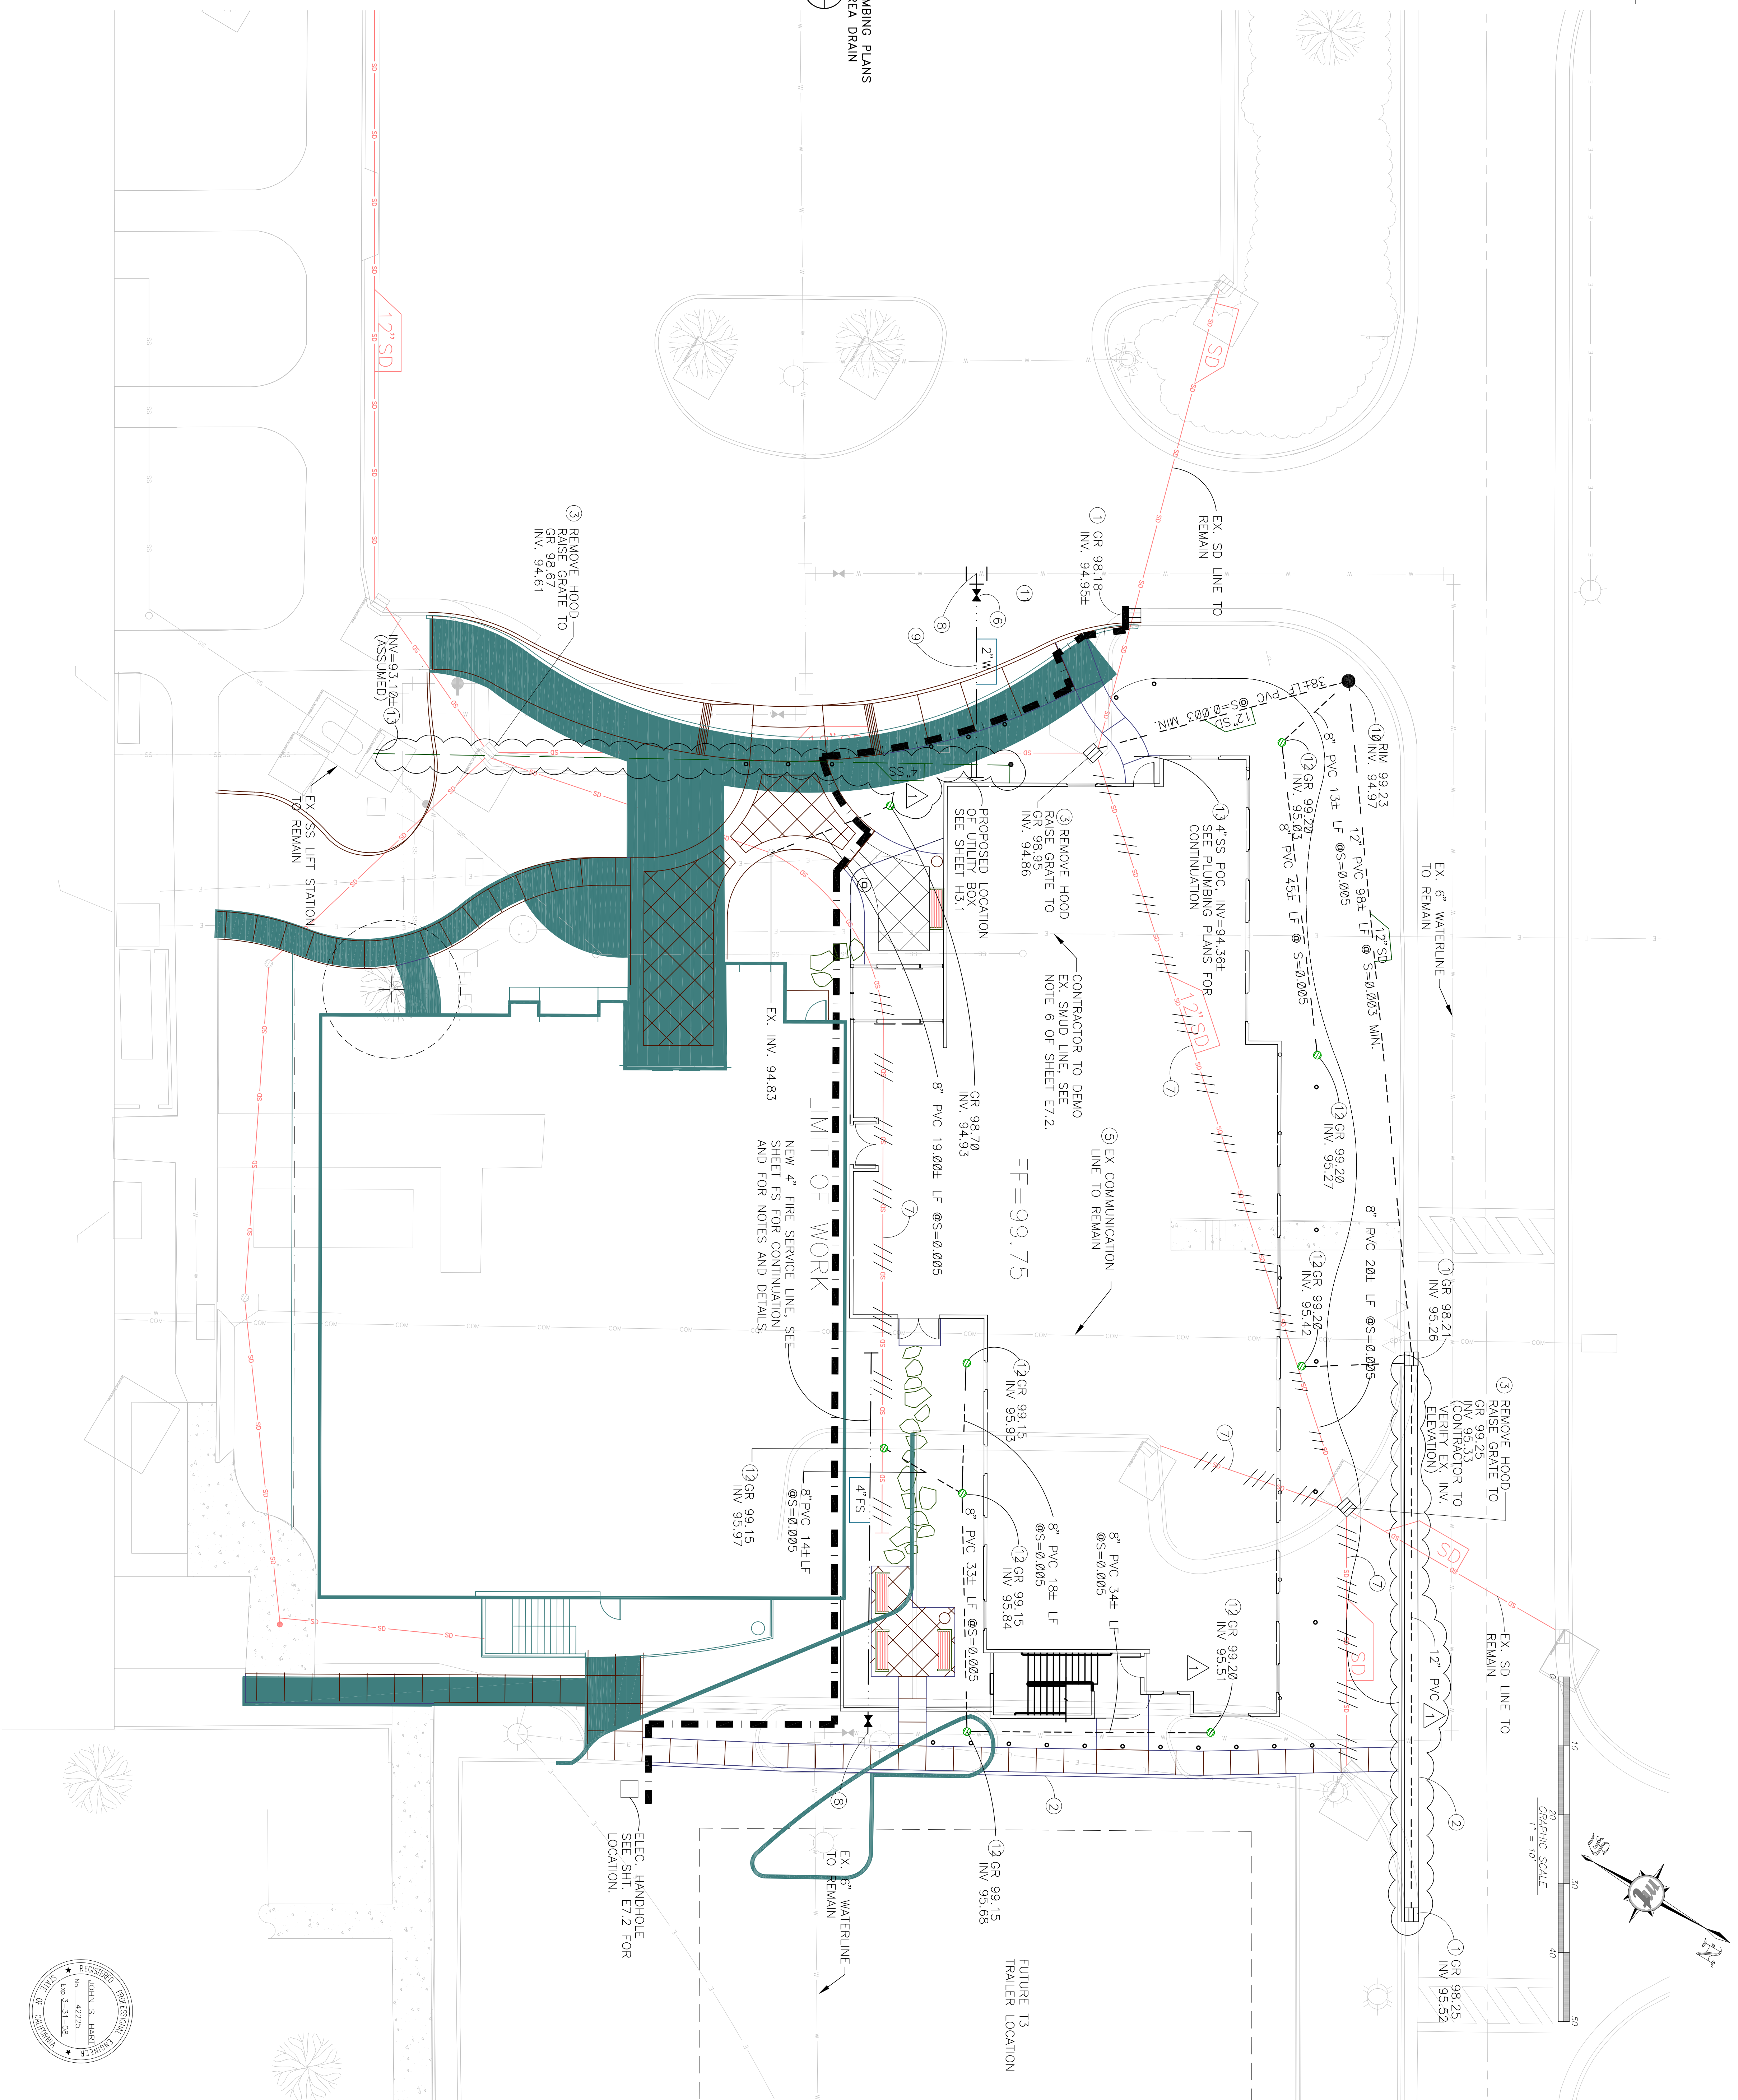 MBING PLANS
REA DRAIN
12"SD
SD
EX. SD LINE TO
REMAIN
1 GR 98.18
INV. 94.95±
3 REMOVE HOOD
RAISE GRATE TO
GR 98.67
INV. 94.61
11
6
8
9
2"W
INV=93.10± 13
(ASSUMED)
EX. SS LIFT STATION
TO REMAIN
38±LF PVC @S=0.003 MIN.
12"SD
10 RIM 99.23
INV. 94.97
8" PVC 13± LF @S=0.005
12 GR 99.20
INV. 95.03
12" PVC 98± LF @ S=0.003 MIN.
12"SD
8" PVC 45± LF @ S=0.005
EX. 6" WATERLINE
TO REMAIN
13 4"SS POC, INV=94.36±
SEE PLUMBING PLANS FOR
CONTINUATION
3 REMOVE HOOD
RAISE GRATE TO
GR 98.95
INV. 94.86
PROPOSED LOCATION
OF UTILITY BOX
SEE SHEET H3.1
4"SS
1
CONTRACTOR TO DEMO
EX. SMUD LINE, SEE
NOTE 6 OF SHEET E7.2.
12" SD
7
EX. INV. 94.83
GR 98.70
INV. 94.93
8" PVC 19.00± LF @S=0.005
LIMIT OF WORK
FF=99.75
5 EX COMMUNICATION
LINE TO REMAIN
7
12 GR 99.20
INV. 95.27
12 GR 99.20
INV. 95.42
8" PVC 20± LF @S=0.005
1 GR 98.21
INV 95.26
NEW 4" FIRE SERVICE LINE, SEE
SHEET FS FOR CONTINUATION
AND FOR NOTES AND DETAILS.
12 GR 99.15
INV 95.93
3 REMOVE HOOD
RAISE GRATE TO
GR 99.25
INV 95.33
(CONTRACTOR TO
VERIFY EX. INV.
ELEVATION)
7
12 GR 99.15
INV 95.97
8"PVC 14± LF
@S=0.005
4"FS
8" PVC 18± LF
@S=0.005
12 GR 99.15
INV 95.84
8" PVC 33± LF @S=0.005
8" PVC 34± LF
@S=0.005
7
SD
SD
12 GR 99.20
INV 95.51
1
EX. SD LINE TO
REMAIN
12" PVC
1
2
2
8
12 GR 99.15
INV 95.68
EX. 6" WATERLINE
TO REMAIN
ELEC. HANDHOLE
SEE SHT. E7.2 FOR
LOCATION.
FUTURE T3
TRAILER LOCATION
1 GR 98.25
INV 95.52
0 10 20 30 40 50
GRAPHIC SCALE
1" = 10'
REGISTERED PROFESSIONAL ENGINEER
JOHN S. HART
No. 42225
Exp. 3-31-08
STATE OF CALIFORNIA